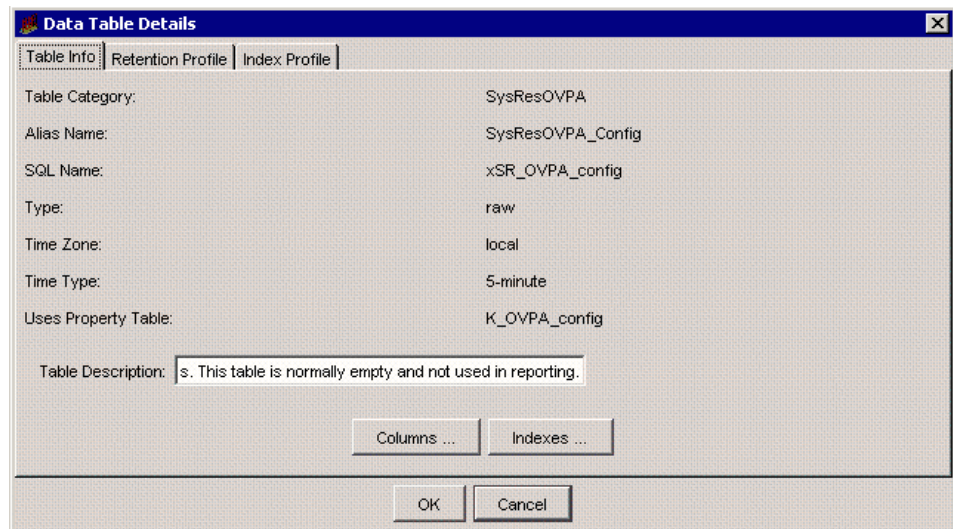 Data Table Details
Table Info Retention Profile Index Profile
Table Category: SysResOVPA
Alias Name: SysResOVPA_Config
SQL Name: xSR_OVPA_config
Type: raw
Time Zone: local
Time Type: 5-minute
Uses Property Table: K_OVPA_config
Table Description: s. This table is normally empty and not used in reporting.
Columns ... Indexes ...
OK Cancel